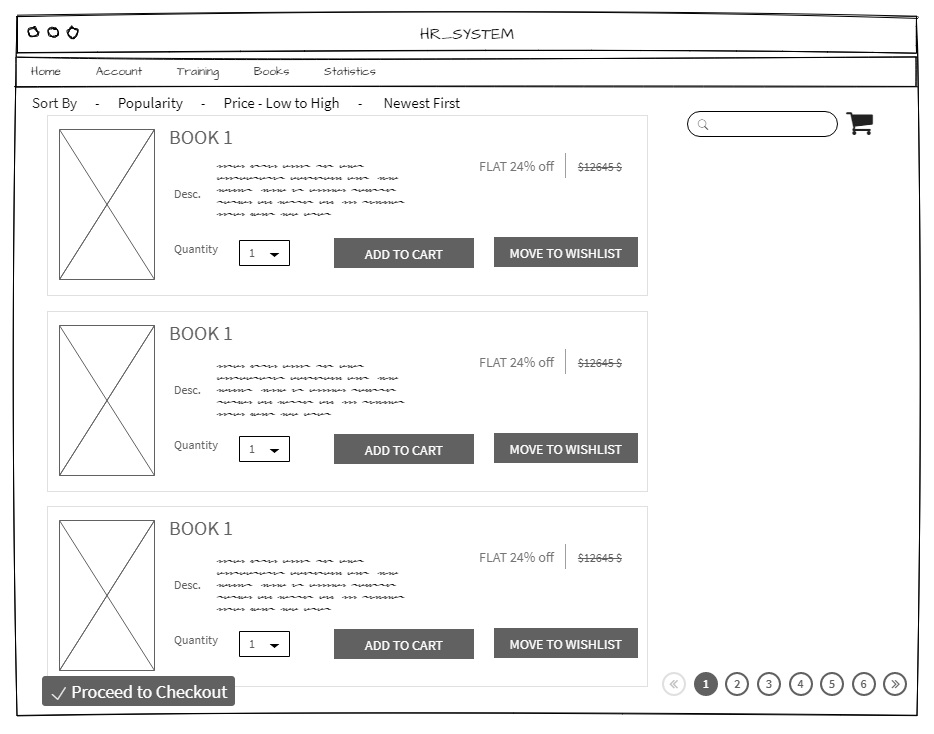 HR_SYSTEM
Home Account Training Books Statistics
Sort By - Popularity - Price - Low to High - Newest First
BOOK 1
FLAT 24% off $12645 $
Desc.
Quantity 1 ADD TO CART MOVE TO WISHLIST
BOOK 1
FLAT 24% off $12645 $
Desc.
Quantity 1 ADD TO CART MOVE TO WISHLIST
BOOK 1
FLAT 24% off $12645 $
Desc.
Quantity 1 ADD TO CART MOVE TO WISHLIST
Proceed to Checkout
« 1 2 3 4 5 6 »